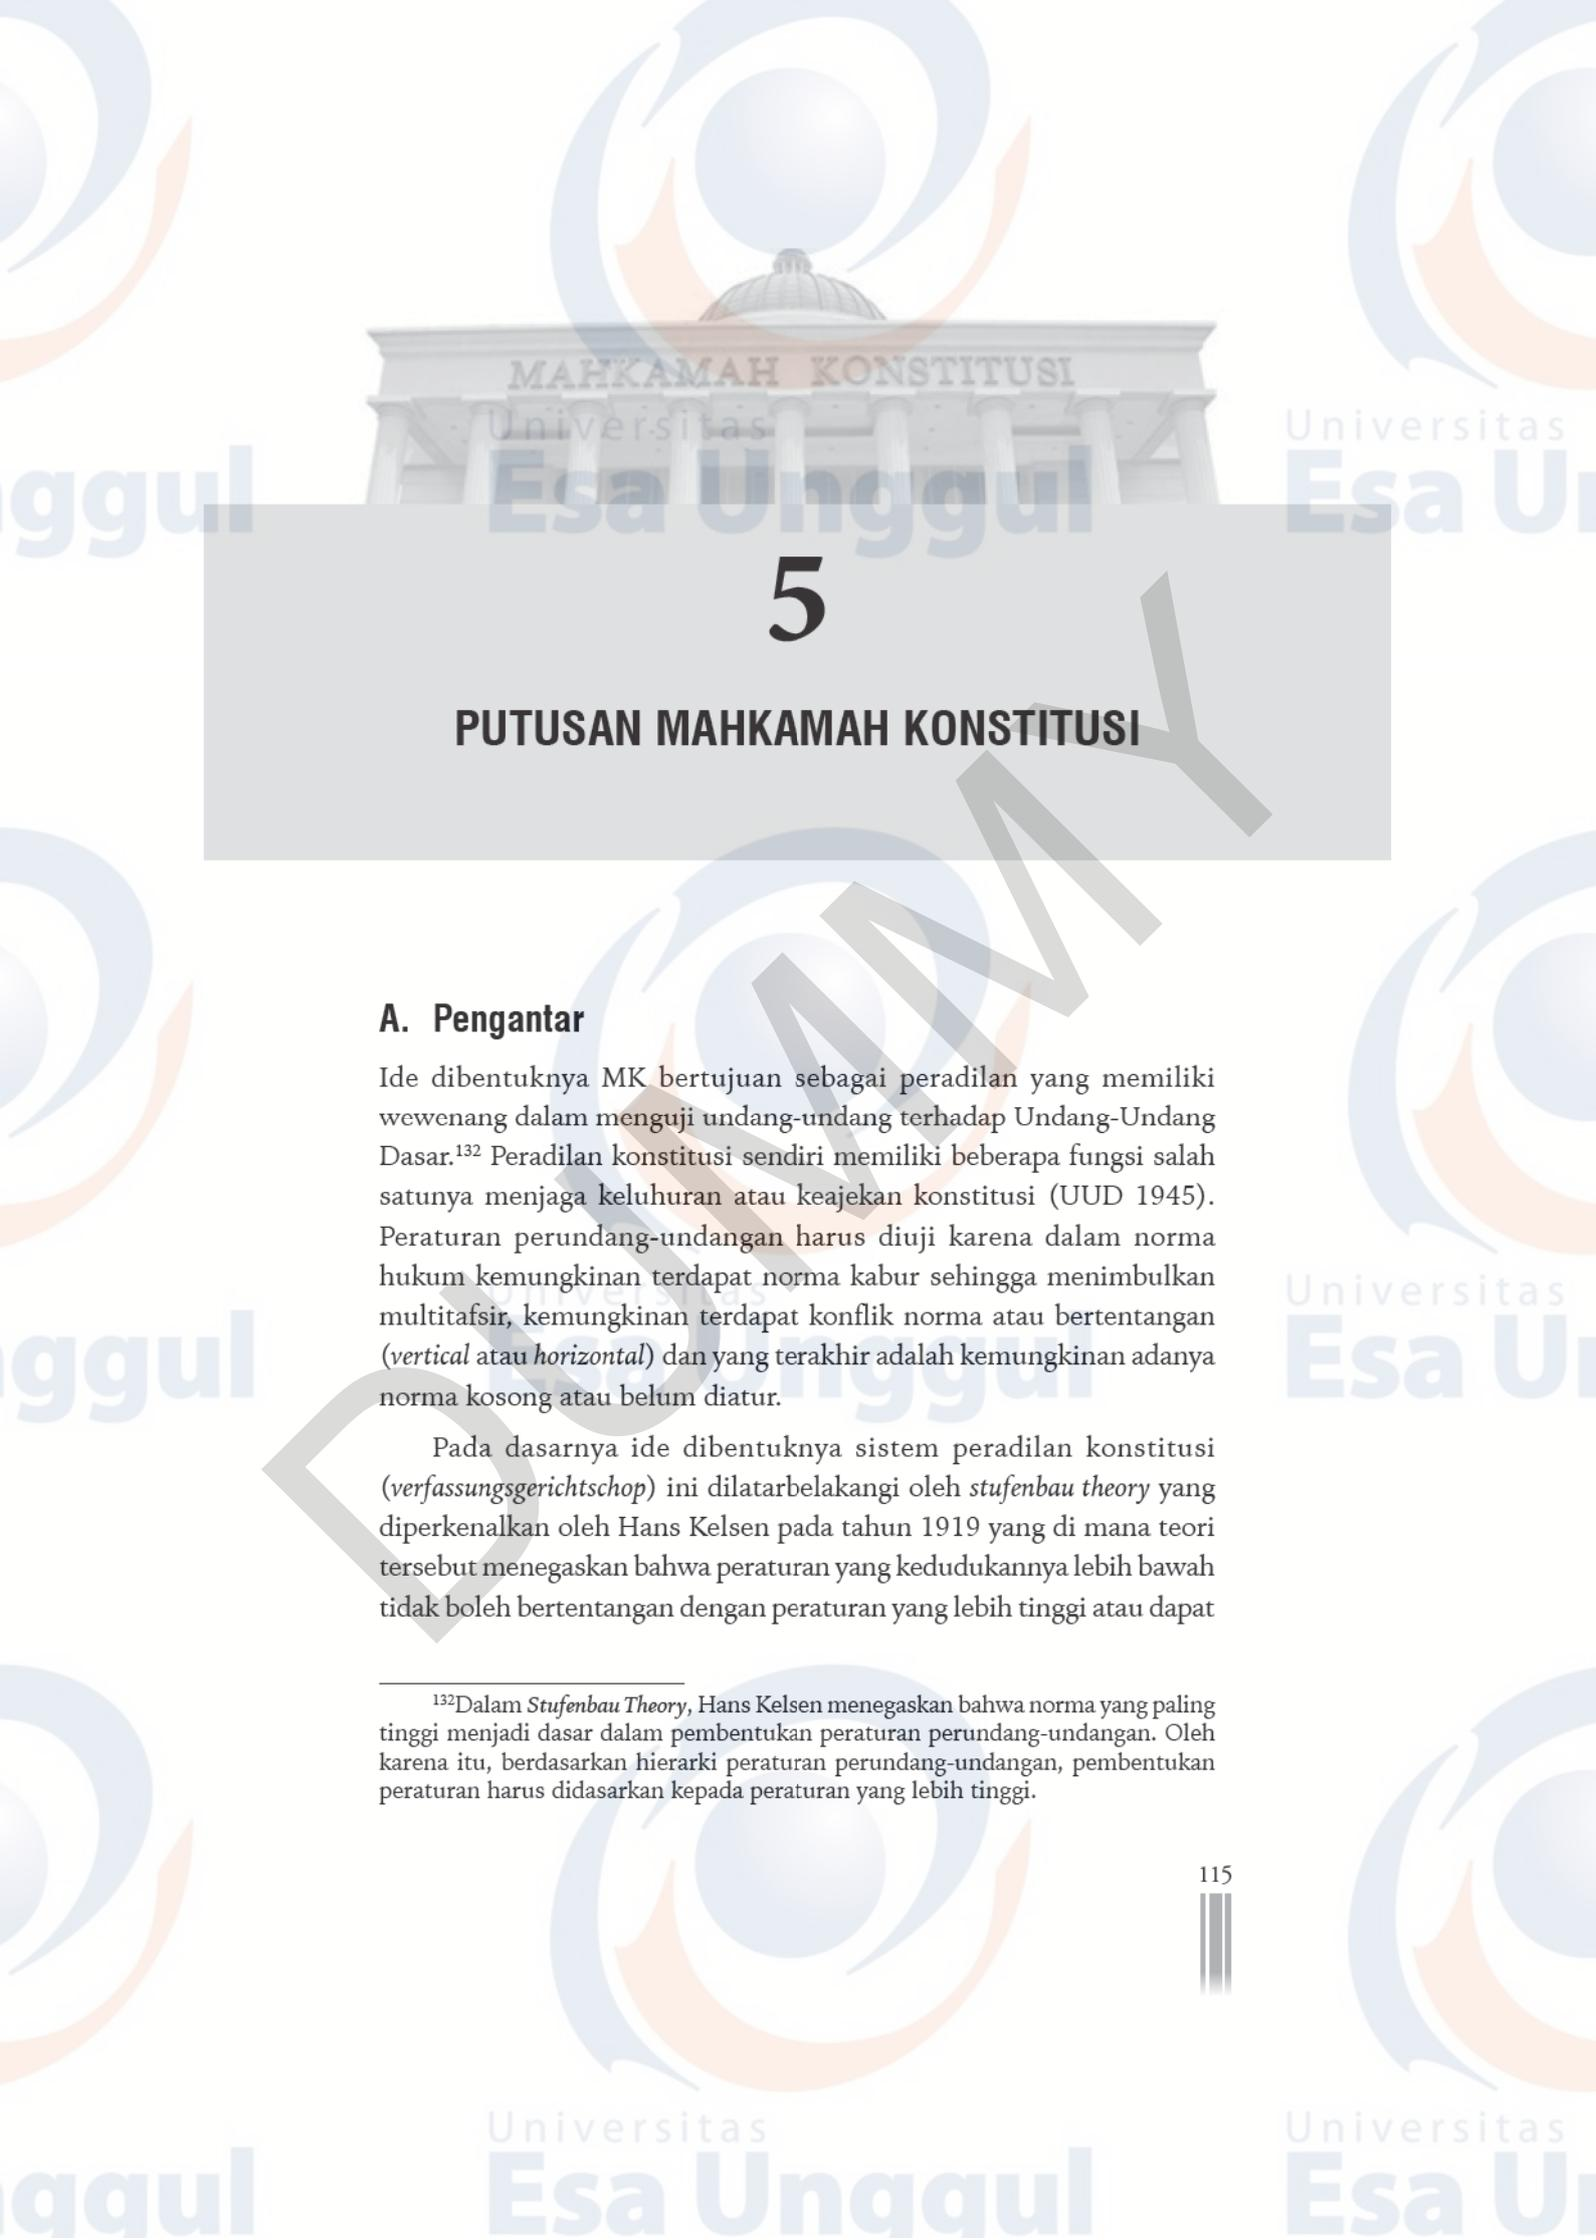 MAHKAMAH KONSTITUSI
Universitas
Esa Unggul
5
PUTUSAN MAHKAMAH KONSTITUSI
DUMMY
A. Pengantar
Ide dibentuknya MK bertujuan sebagai peradilan yang memiliki
wewenang dalam menguji undang-undang terhadap Undang-Undang
Dasar.¹³² Peradilan konstitusi sendiri memiliki beberapa fungsi salah
satunya menjaga keluhuran atau keajekan konstitusi (UUD 1945).
Peraturan perundang-undangan harus diuji karena dalam norma
hukum kemungkinan terdapat norma kabur sehingga menimbulkan
multitafsir, kemungkinan terdapat konflik norma atau bertentangan
(vertical atau horizontal) dan yang terakhir adalah kemungkinan adanya
norma kosong atau belum diatur.
Pada dasarnya ide dibentuknya sistem peradilan konstitusi
(verfassungsgerichtschop) ini dilatarbelakangi oleh stufenbau theory yang
diperkenalkan oleh Hans Kelsen pada tahun 1919 yang di mana teori
tersebut menegaskan bahwa peraturan yang kedudukannya lebih bawah
tidak boleh bertentangan dengan peraturan yang lebih tinggi atau dapat
¹³²Dalam Stufenbau Theory, Hans Kelsen menegaskan bahwa norma yang paling
tinggi menjadi dasar dalam pembentukan peraturan perundang-undangan. Oleh
karena itu, berdasarkan hierarki peraturan perundang-undangan, pembentukan
peraturan harus didasarkan kepada peraturan yang lebih tinggi.
115
Universitas
Esa Unggul